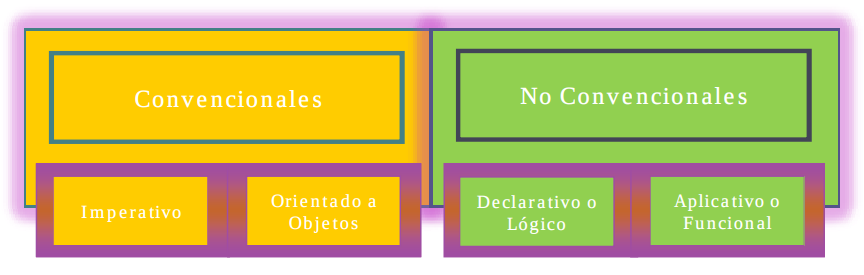 Convencionales
No Convencionales
Imperativo
Orientado a
Objetos
Declarativo o
Lógico
Aplicativo o
Funcional